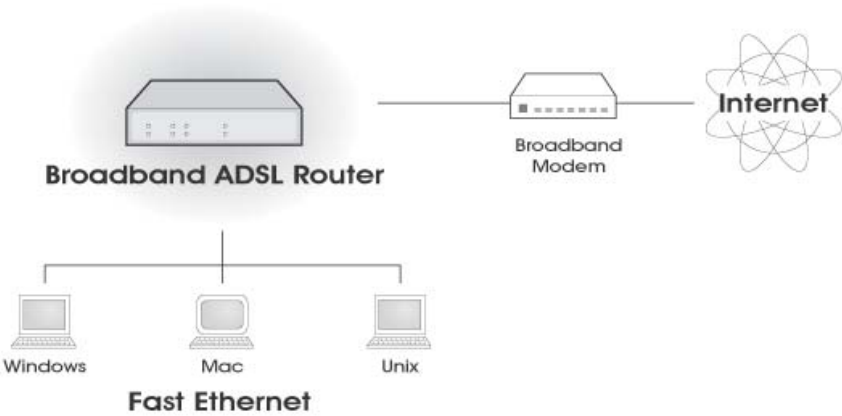 Internet
Broadband
Modem
Broadband ADSL Router
Windows
Mac
Unix
Fast Ethernet